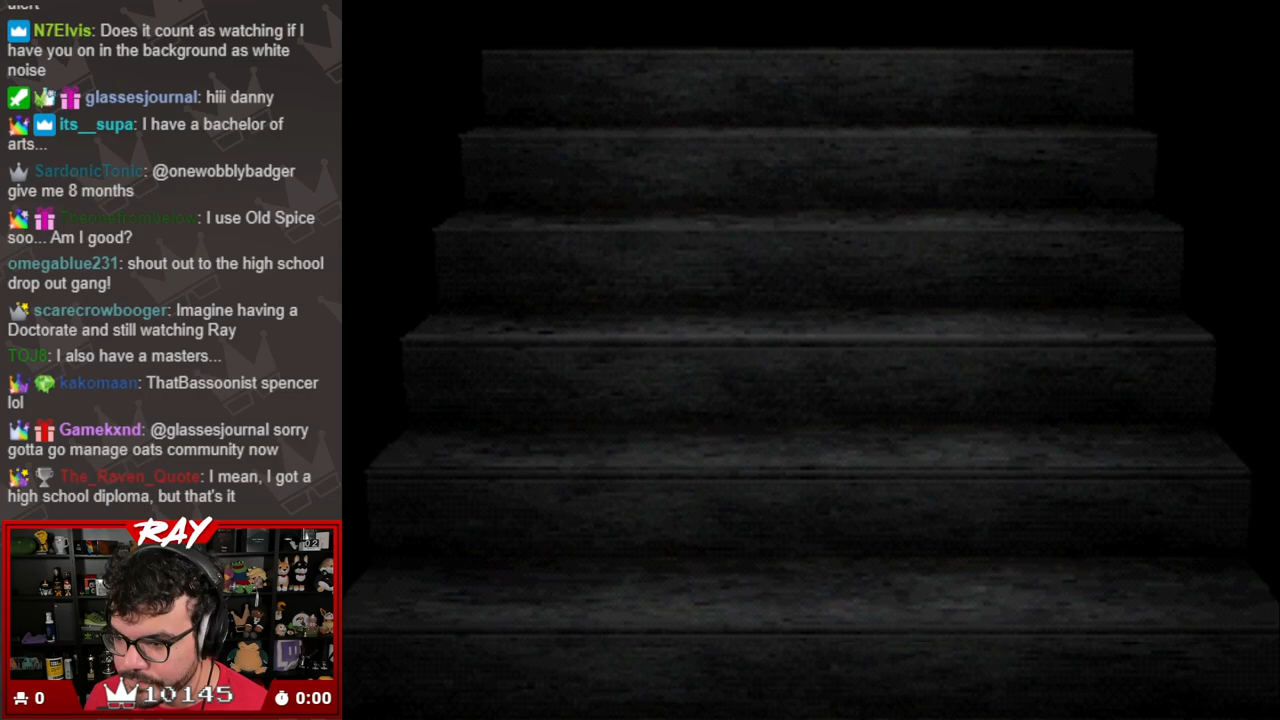 alert
N7Elvis: Does it count as watching if I
have you on in the background as white
noise
glassesjournal: hiii danny
its__supa: I have a bachelor of
arts...
SardonicTonic: @onewobblybadger
give me 8 months
Theonefrombelow: I use Old Spice
soo... Am I good?
omegablue231: shout out to the high school
drop out gang!
scarecrowbooger: Imagine having a
Doctorate and still watching Ray
TOJ8: I also have a masters...
kakomaan: ThatBassoonist spencer
lol
Gamekxnd: @glassesjournal sorry
gotta go manage oats community now
The_Raven_Quote: I mean, I got a
high school diploma, but that's it
RAY
0
10145
0:00